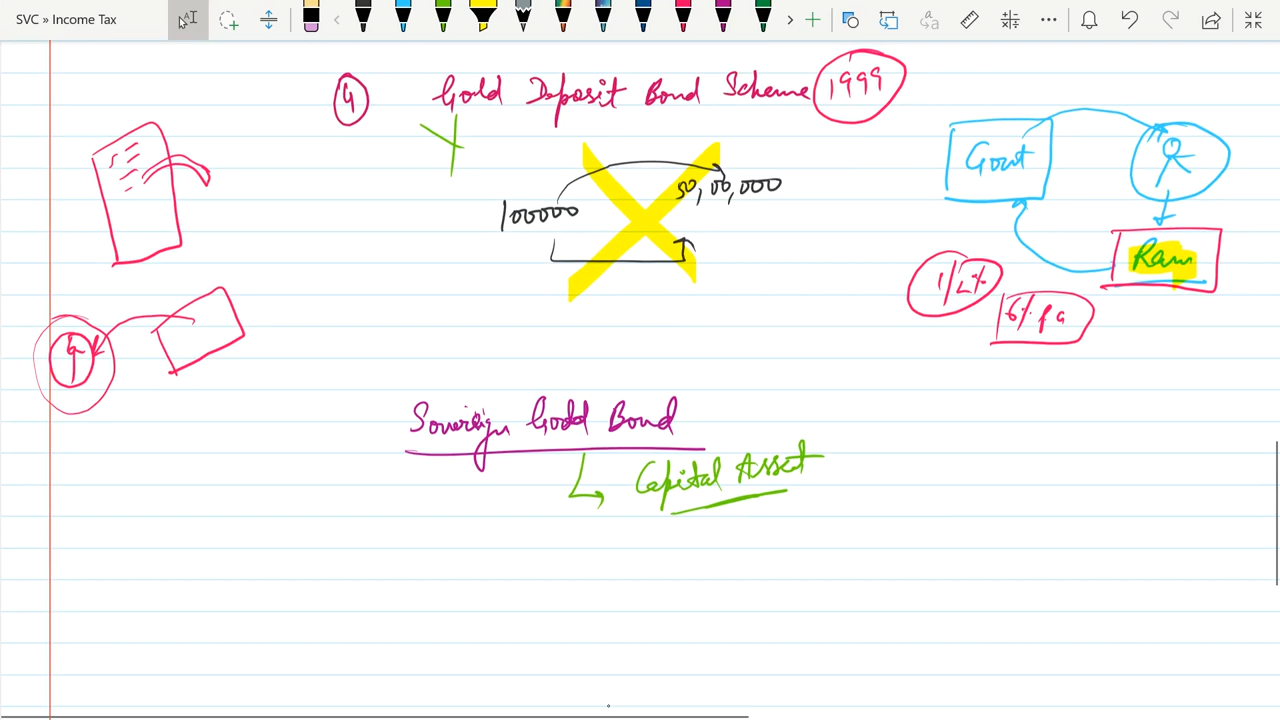 SVC » Income Tax
4 Gold Deposit Bond Scheme 1999
Govt
100000 50,00,000
Ram
1/2%
6% pa
Sovereign Gold Bond
Capital Asset